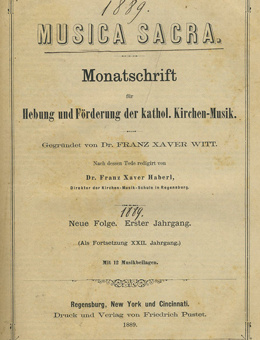 1889.
MUSICA SACRA.
Monatschrift
für
Hebung und Förderung der kathol. Kirchen-Musik.
Gegründet von Dr. FRANZ XAVER WITT.
Nach dessen Tode redigirt von
Dr. Franz Xaver Haberl,
Direktor der Kirchen-Musik-Schule in Regensburg.
1889.
Neue Folge. Erster Jahrgang.
(Als Fortsetzung XXII. Jahrgang.)
Mit 12 Musikbeilagen.
Regensburg, New York und Cincinnati.
Druck und Verlag von Friedrich Pustet.
1889.